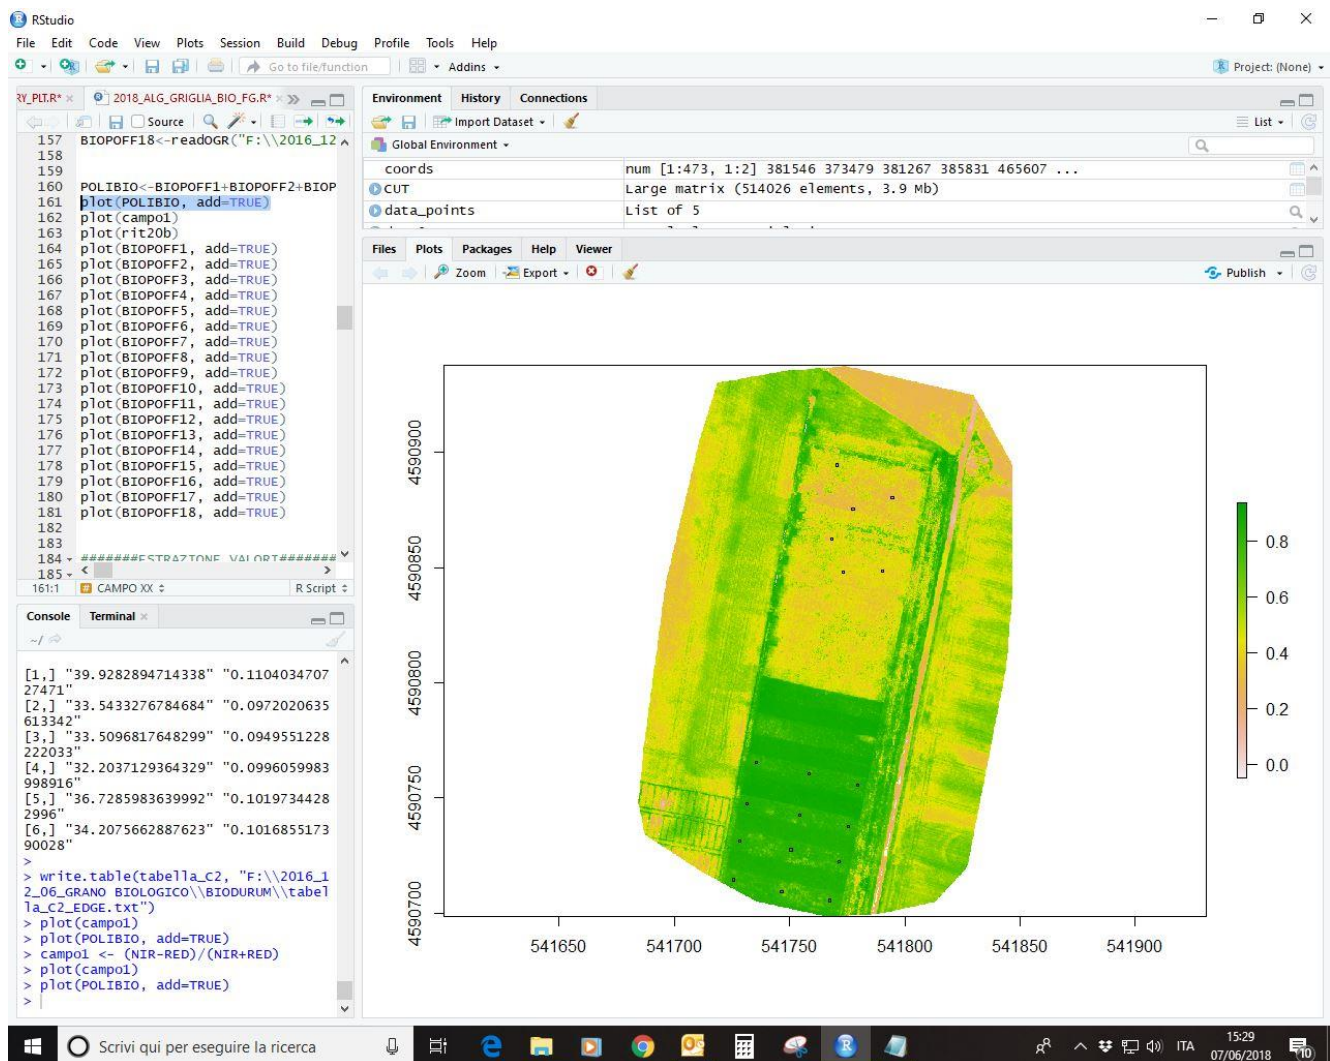 RStudio
File Edit Code View Plots Session Build Debug Profile Tools Help
Go to file/function Addins Project: (None)
RY_PLT.R* 2018_ALG_GRIGLIA_BIO_FG.R*
Source
157 BIOPOFF18<-readOGR("F:\\2016_12
158
159
160 POLIBIO<-BIOPOFF1+BIOPOFF2+BIOP
161 plot(POLIBIO, add=TRUE)
162 plot(campo1)
163 plot(rit20b)
164 plot(BIOPOFF1, add=TRUE)
165 plot(BIOPOFF2, add=TRUE)
166 plot(BIOPOFF3, add=TRUE)
167 plot(BIOPOFF4, add=TRUE)
168 plot(BIOPOFF5, add=TRUE)
169 plot(BIOPOFF6, add=TRUE)
170 plot(BIOPOFF7, add=TRUE)
171 plot(BIOPOFF8, add=TRUE)
172 plot(BIOPOFF9, add=TRUE)
173 plot(BIOPOFF10, add=TRUE)
174 plot(BIOPOFF11, add=TRUE)
175 plot(BIOPOFF12, add=TRUE)
176 plot(BIOPOFF13, add=TRUE)
177 plot(BIOPOFF14, add=TRUE)
178 plot(BIOPOFF15, add=TRUE)
179 plot(BIOPOFF16, add=TRUE)
180 plot(BIOPOFF17, add=TRUE)
181 plot(BIOPOFF18, add=TRUE)
182
183
184 #######ESTRAZIONE VALORI#######
185
161:1 CAMPO XX R Script
Console Terminal
~/
[1,] "39.9282894714338" "0.1104034707
27471"
[2,] "33.5433276784684" "0.0972020635
613342"
[3,] "33.5096817648299" "0.0949551228
222033"
[4,] "32.2037129364329" "0.0996059983
998916"
[5,] "36.7285983639992" "0.1019734428
2996"
[6,] "34.2075662887623" "0.1016855173
90028"
>
> write.table(tabella_C2, "F:\\2016_1
2_06_GRANO BIOLOGICO\\BIODURUM\\tabel
la_C2_EDGE.txt")
> plot(campo1)
> plot(POLIBIO, add=TRUE)
> campo1 <- (NIR-RED)/(NIR+RED)
> plot(campo1)
> plot(POLIBIO, add=TRUE)
>
Environment History Connections
Import Dataset List
Global Environment
coords num [1:473, 1:2] 381546 373479 381267 385831 465607 ...
CUT Large matrix (514026 elements, 3.9 Mb)
data_points List of 5
Files Plots Packages Help Viewer
Zoom Export Publish
4590900
4590850
4590800
4590750
4590700
541650 541700 541750 541800 541850 541900
0.8
0.6
0.4
0.2
0.0
Scrivi qui per eseguire la ricerca
ITA
15:29
07/06/2018
10